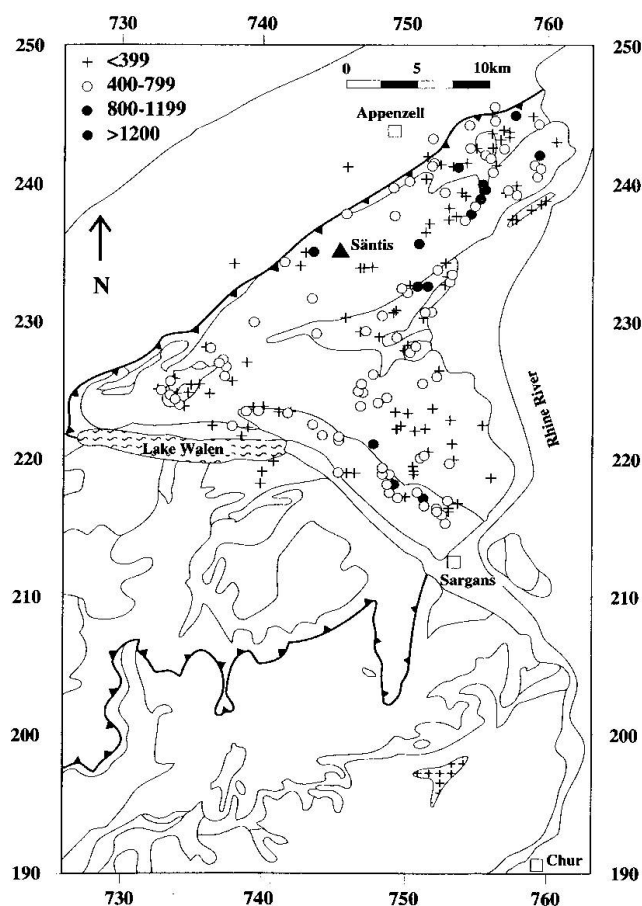 730 740 750 760
250 250
<399
400-799
800-1199
>1200
0 5 10km
Appenzell
240 240
Säntis
N
230 230
Rhine River
Lake Walen
220 220
Sargans
210 210
200 200
Chur
190 190
730 740 750 760